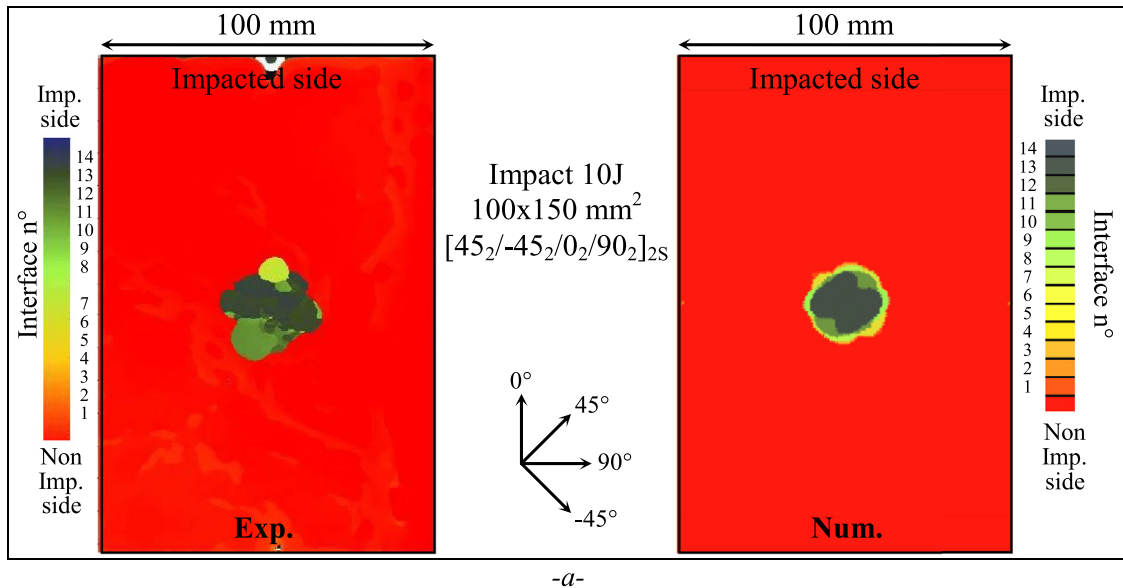 100 mm
Impacted side
Imp.
side
14
13
12
11
10
9
8
7
6
5
4
3
2
1
Interface n°
Non
Imp.
side
Exp.
Impact 10J
100x150 mm²
[45₂/-45₂/0₂/90₂]₂S
0°
45°
90°
-45°
100 mm
Impacted side
Num.
Imp.
side
14
13
12
11
10
9
8
7
6
5
4
3
2
1
Interface n°
Non
Imp.
side
-a-